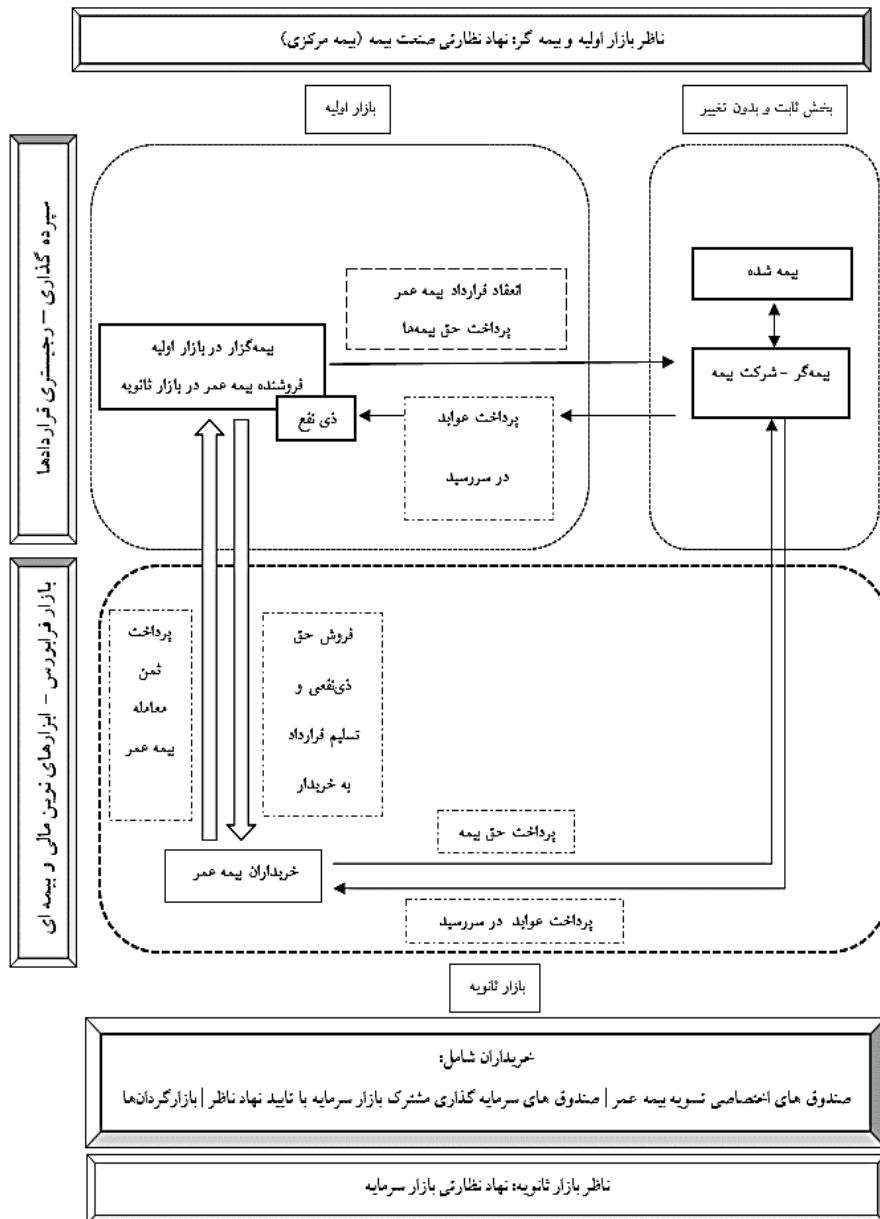 ناظر بازار اولیه و بیمه گر: نهاد نظارتی صنعت بیمه (بیمه مرکزی)
بخش ثابت و بدون تغییر
بازار اولیه
سپرده گذاری – رجیستری قراردادها
بیمه شده
بیمه‌گر – شرکت بیمه
انعقاد قرارداد بیمه عمر
پرداخت حق بیمه‌ها
بیمه‌گزار در بازار اولیه
فروشنده بیمه عمر در بازار ثانویه
ذی نفع
پرداخت عواید
در سررسید
بازار فرابورس – ابزارهای نوین مالی و بیمه ای
فروش حق
ذی‌نفعی و
تسلیم قرارداد
به خریدار
پرداخت
ثمن
معامله
بیمه عمر
پرداخت حق بیمه
خریداران بیمه عمر
پرداخت عواید در سررسید
بازار ثانویه
خریداران شامل:
صندوق های اختصاصی تسویه بیمه عمر | صندوق های سرمایه گذاری مشترک بازار سرمایه با تایید نهاد ناظر | بازارگردان‌ها
ناظر بازار ثانویه: نهاد نظارتی بازار سرمایه